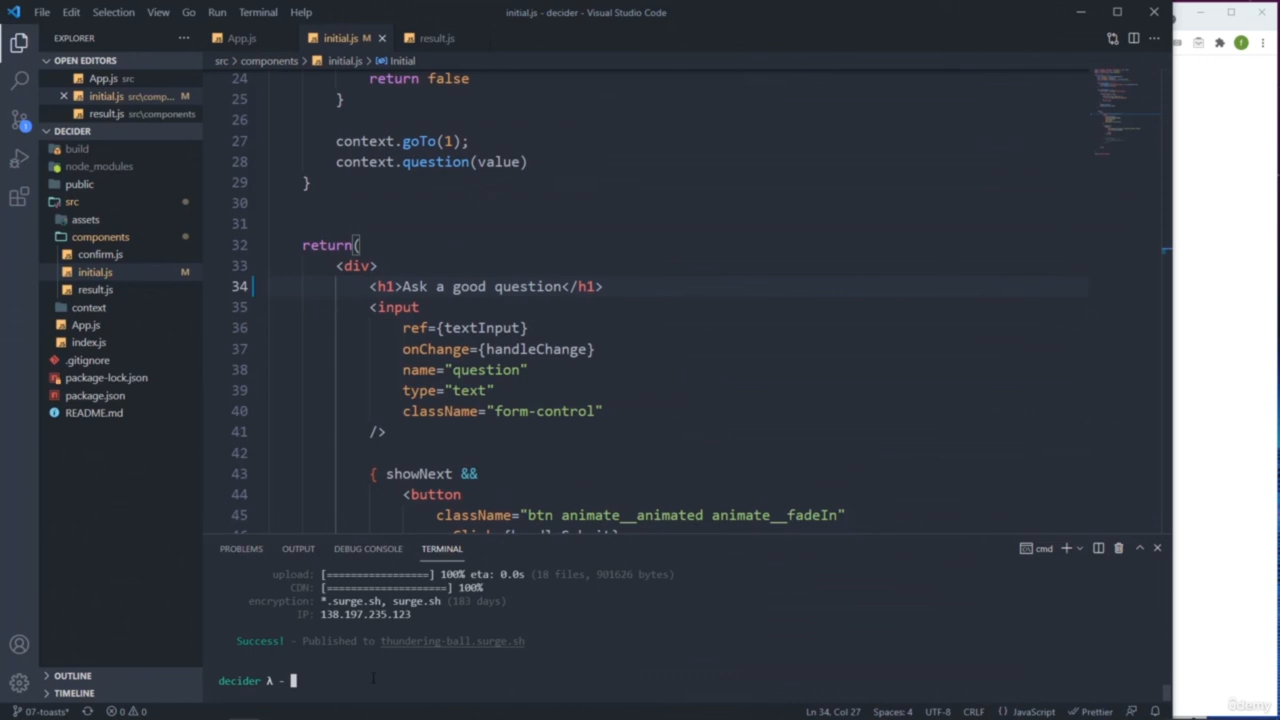 File Edit Selection View Go Run Terminal Help
initial.js - decider - Visual Studio Code
EXPLORER
App.js
initial.js M
result.js
OPEN EDITORS
App.js src
initial.js src\comp... M
result.js src\components
DECIDER
build
node_modules
public
src
assets
components
confirm.js
initial.js M
result.js
context
App.js
index.js
.gitignore
package-lock.json
package.json
README.md
OUTLINE
TIMELINE
src > components > initial.js > Initial
24 return false
25 }
26
27 context.goTo(1);
28 context.question(value)
29 }
30
31
32 return(
33 <div>
34 <h1>Ask a good question</h1>
35 <input
36 ref={textInput}
37 onChange={handleChange}
38 name="question"
39 type="text"
40 className="form-control"
41 />
42
43 { showNext &&
44 <button
45 className="btn animate__animated animate__fadeIn"
PROBLEMS OUTPUT DEBUG CONSOLE TERMINAL
cmd
upload: [=================] 100% eta: 0.0s (18 files, 901626 bytes)
CDN: [====================] 100%
encryption: *.surge.sh, surge.sh (183 days)
IP: 138.197.235.123
Success! - Published to thundering-ball.surge.sh
decider λ -
07-toasts* 0 0
Ln 34, Col 27 Spaces: 4 UTF-8 CRLF JavaScript Prettier
ûdemy